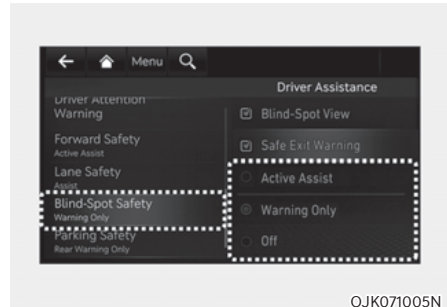 Menu
Driver Assistance
Driver Attention
Warning
Forward Safety
Active Assist
Lane Safety
Assist
Blind-Spot Safety
Warning Only
Parking Safety
Rear Warning Only
Blind-Spot View
Safe Exit Warning
Active Assist
Warning Only
Off
OJK071005N